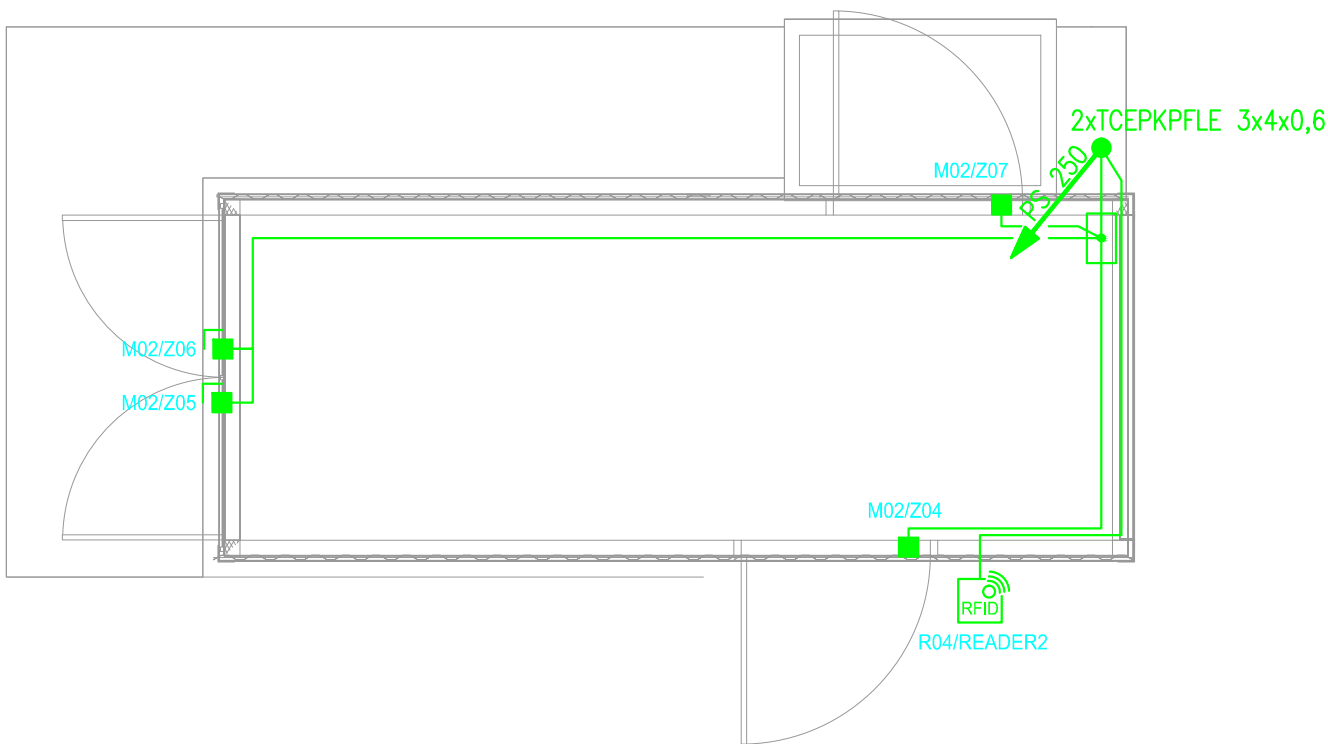 2xTCEPKPFLE 3x4x0,6
PS 250
M02/Z07
M02/Z06
M02/Z05
M02/Z04
RFID
R04/READER2